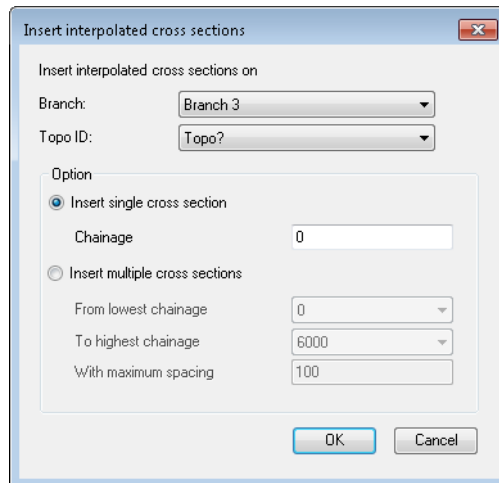 Insert interpolated cross sections
Insert interpolated cross sections on
Branch: Branch 3
Topo ID: Topo?
Option
Insert single cross section
Chainage 0
Insert multiple cross sections
From lowest chainage 0
To highest chainage 6000
With maximum spacing 100
OK Cancel